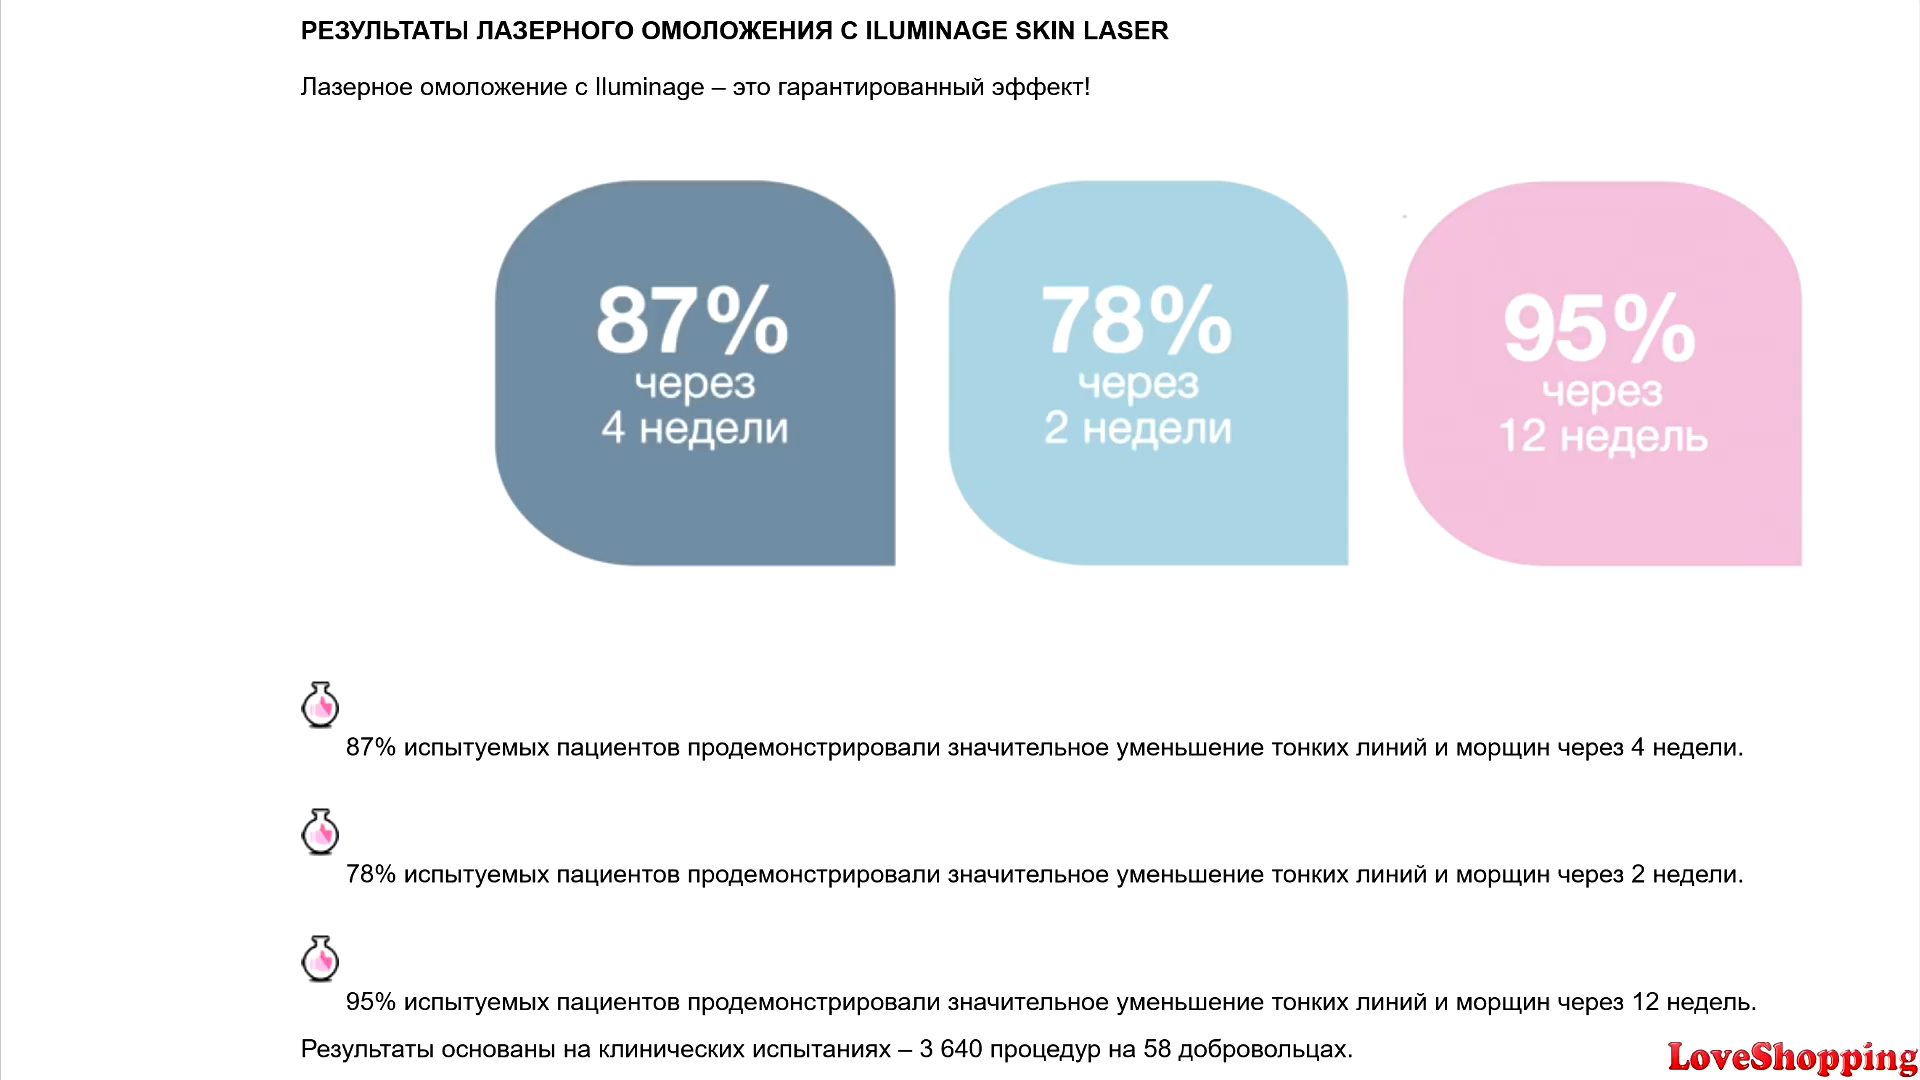 РЕЗУЛЬТАТЫ ЛАЗЕРНОГО ОМОЛОЖЕНИЯ С ILUMINAGE SKIN LASER
Лазерное омоложение с Iluminage – это гарантированный эффект!
87%
через
4 недели
78%
через
2 недели
95%
через
12 недель
87% испытуемых пациентов продемонстрировали значительное уменьшение тонких линий и морщин через 4 недели.
78% испытуемых пациентов продемонстрировали значительное уменьшение тонких линий и морщин через 2 недели.
95% испытуемых пациентов продемонстрировали значительное уменьшение тонких линий и морщин через 12 недель.
Результаты основаны на клинических испытаниях – 3 640 процедур на 58 добровольцах.
LoveShopping